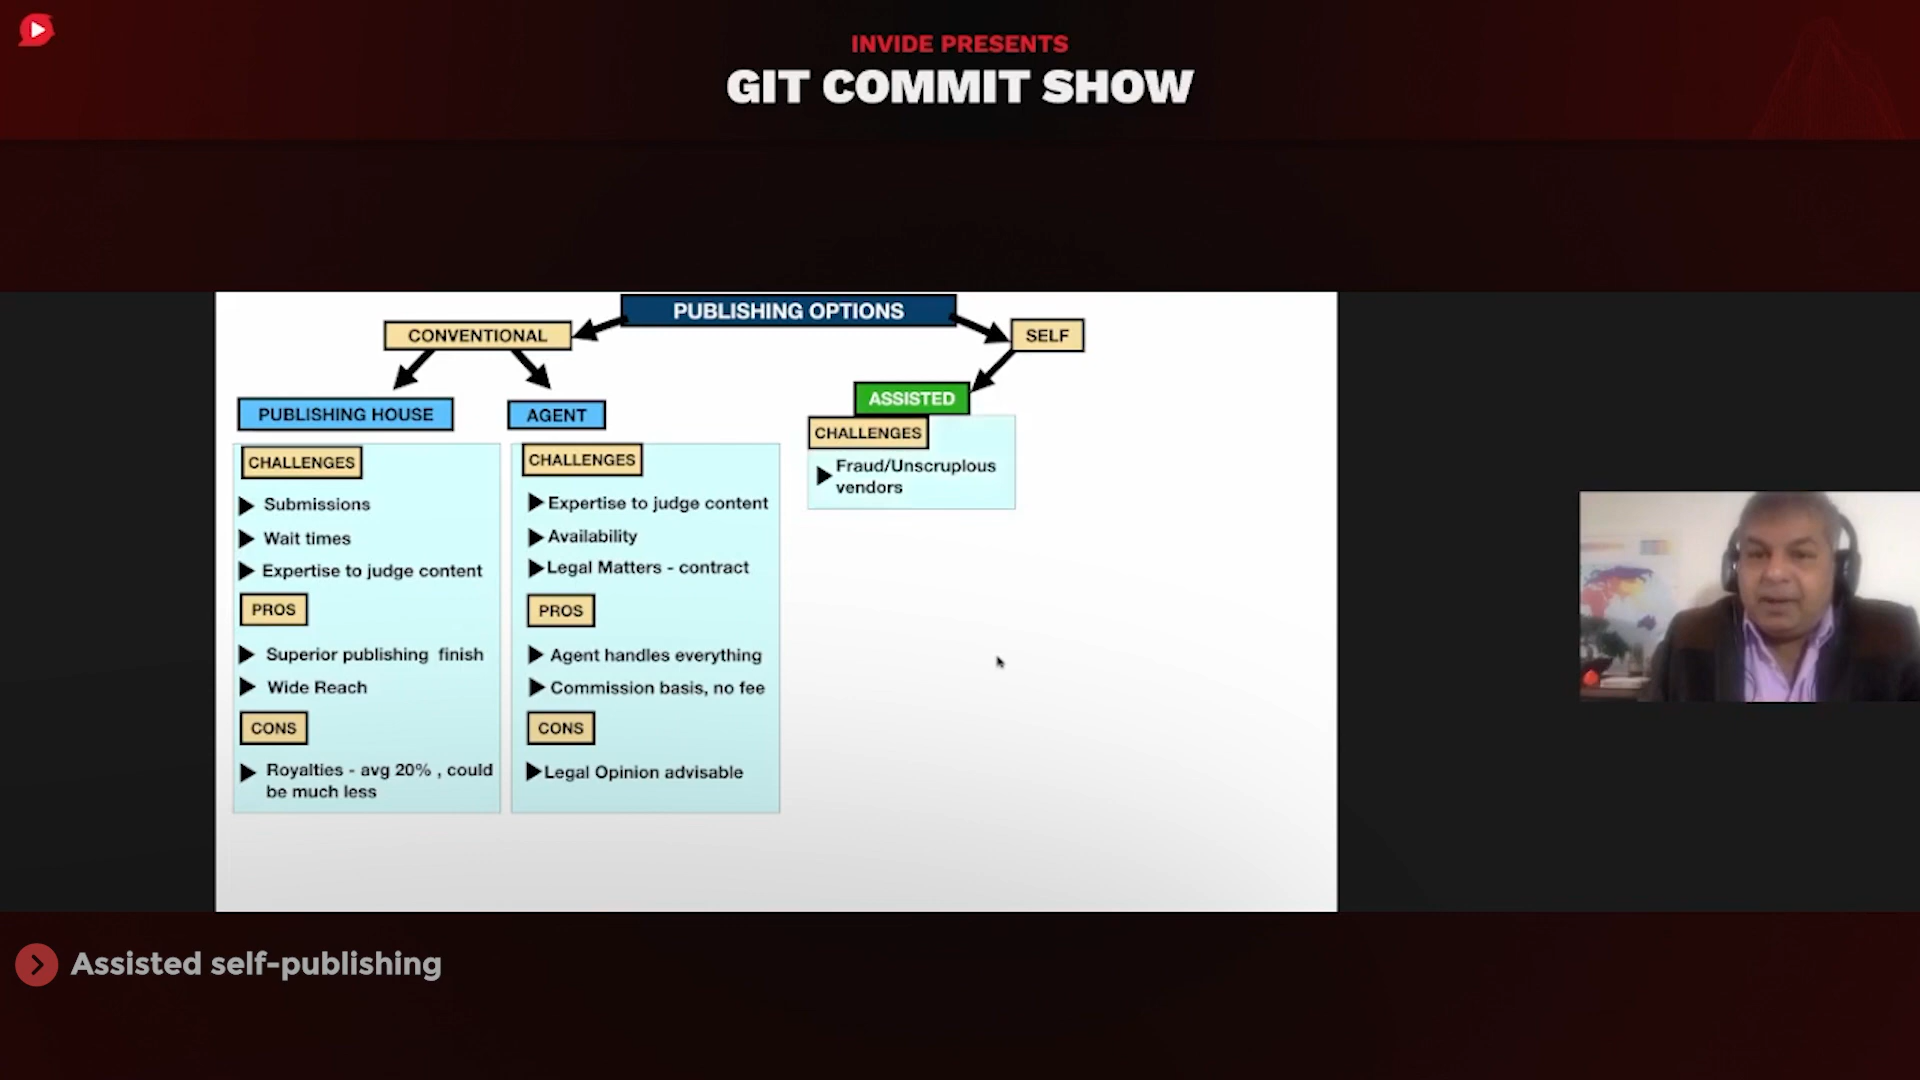 INVIDE PRESENTS
GIT COMMIT SHOW
PUBLISHING OPTIONS
CONVENTIONAL
SELF
PUBLISHING HOUSE
CHALLENGES
Submissions
Wait times
Expertise to judge content
PROS
Superior publishing finish
Wide Reach
CONS
Royalties - avg 20% , could
be much less
AGENT
CHALLENGES
Expertise to judge content
Availability
Legal Matters - contract
PROS
Agent handles everything
Commission basis, no fee
CONS
Legal Opinion advisable
ASSISTED
CHALLENGES
Fraud/Unscruplous
vendors
Assisted self-publishing